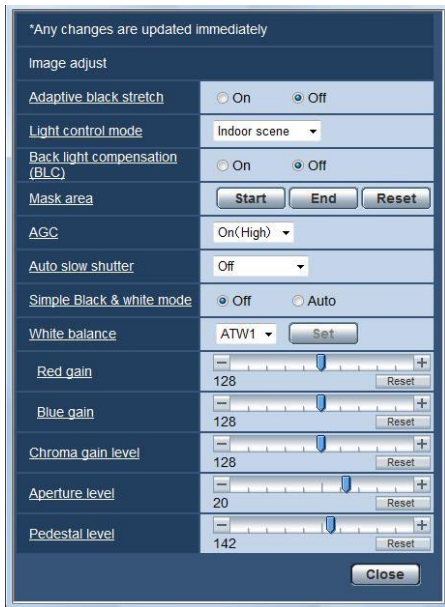 *Any changes are updated immediately
Image adjust
Adaptive black stretch On Off
Light control mode Indoor scene
Back light compensation
(BLC) On Off
Mask area Start End Reset
AGC On(High)
Auto slow shutter Off
Simple Black & white mode Off Auto
White balance ATW1 Set
Red gain − +
128 Reset
Blue gain − +
128 Reset
Chroma gain level − +
128 Reset
Aperture level − +
20 Reset
Pedestal level − +
142 Reset
Close